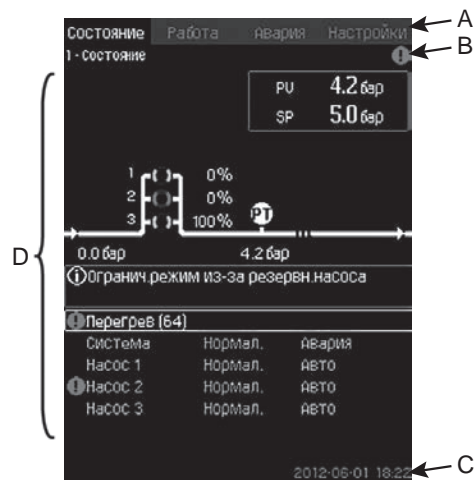 Состояние Работа Авария Настройки A
1 - Состояние B
PV 4.2 бар
SP 5.0 бар
1 0%
2 0%
3 100% PT
D
0.0 бар 4.2 бар
Огранич.режим из-за резервн.насоса
Перегрев (64)
Система Нормал. Авария
Насос 1 Нормал. Авто
Насос 2 Нормал. Авто
Насос 3 Нормал. Авто
2012-06-01 18:22 C